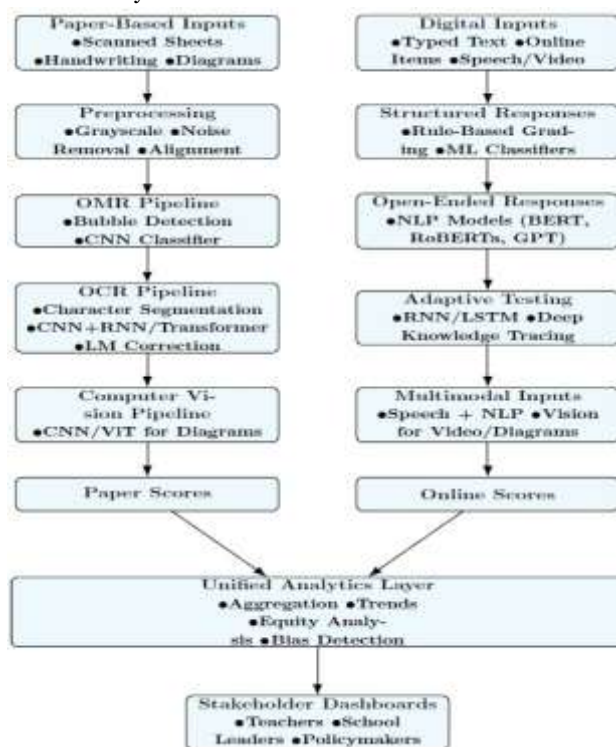 Paper-Based Inputs
●Scanned Sheets
●Handwriting ●Diagrams
Preprocessing
●Grayscale ●Noise
Removal ●Alignment
OMR Pipeline
●Bubble Detection
●CNN Classifier
OCR Pipeline
●Character Segmentation
●CNN+RNN/Transformer
●LM Correction
Computer Vi-
sion Pipeline
●CNN/ViT for Diagrams
Paper Scores
Digital Inputs
●Typed Text ●Online
Items ●Speech/Video
Structured Responses
●Rule-Based Grad-
ing ●ML Classifiers
Open-Ended Responses
●NLP Models (BERT,
RoBERTs, GPT)
Adaptive Testing
●RNN/LSTM ●Deep
Knowledge Tracing
Multimodal Inputs
●Speech + NLP ●Vision
for Video/Diagrams
Online Scores
Unified Analytics Layer
●Aggregation ●Trends
●Equity Analy-
sis ●Bias Detection
Stakeholder Dashboards
●Teachers ●School
Leaders ●Policymakers